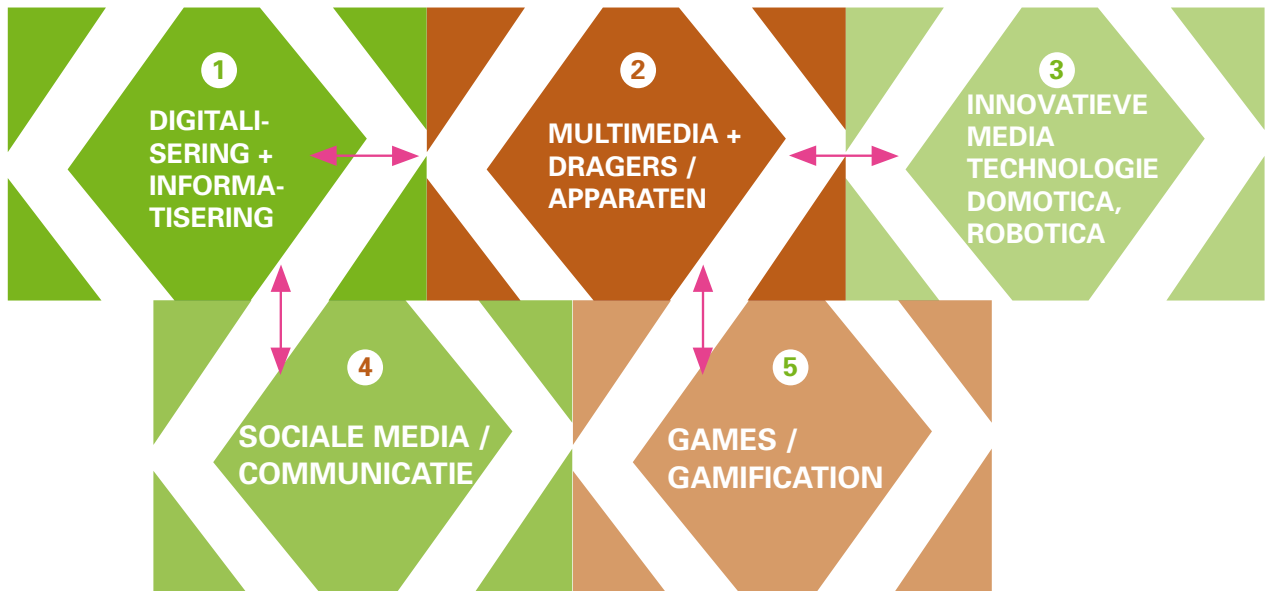 1
DIGITALI-
SERING +
INFORMA-
TISERING
2
MULTIMEDIA +
DRAGERS /
APPARATEN
3
INNOVATIEVE
MEDIA
TECHNOLOGIE
DOMOTICA,
ROBOTICA
4
SOCIALE MEDIA /
COMMUNICATIE
5
GAMES /
GAMIFICATION